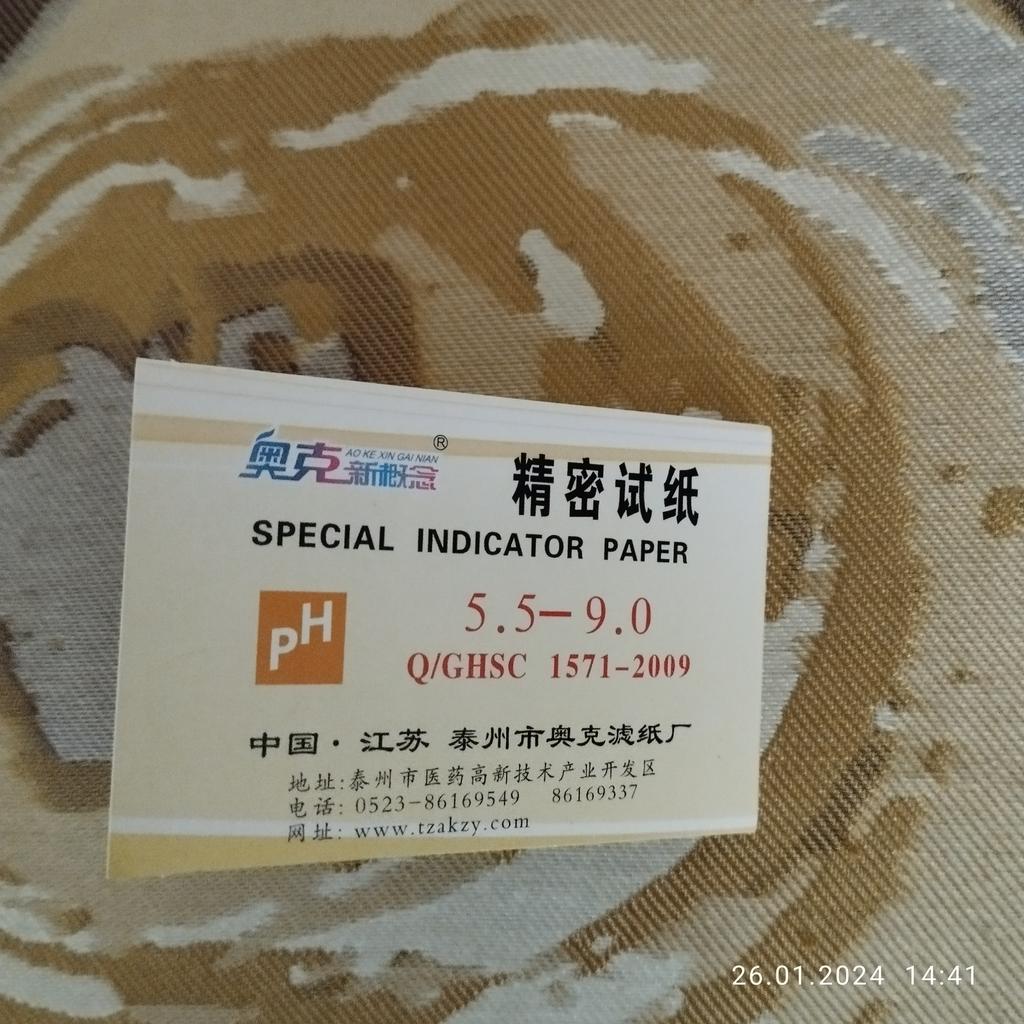 奥克 AO KE XIN GAI NIAN ®
新概念
精密试纸
SPECIAL INDICATOR PAPER
pH
5.5-9.0
Q/GHSC 1571-2009
中国·江苏 泰州市奥克滤纸厂
地址:泰州市医药高新技术产业开发区
电话: 0523-86169549 86169337
网址: www.tzakzy.com
26.01.2024 14:41